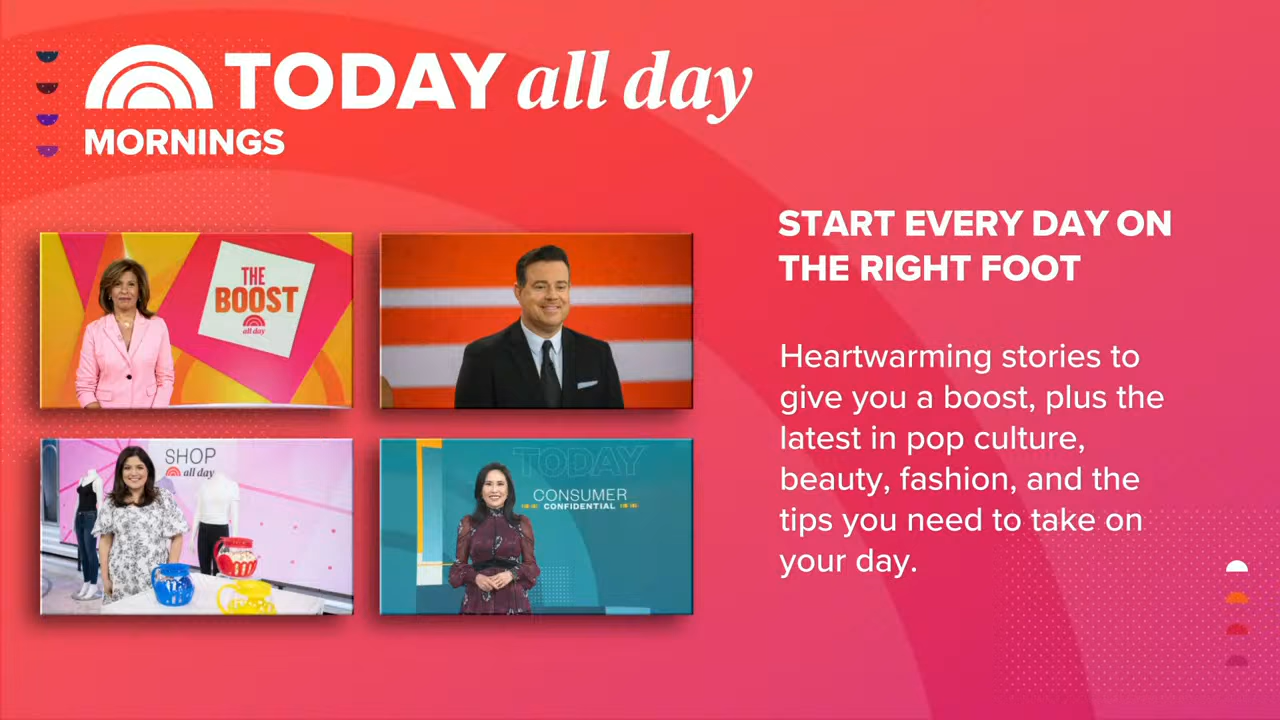 TODAY all day
MORNINGS
THE
BOOST
all day
SHOP
all day
TODAY
CONSUMER
CONFIDENTIAL
START EVERY DAY ON
THE RIGHT FOOT
Heartwarming stories to
give you a boost, plus the
latest in pop culture,
beauty, fashion, and the
tips you need to take on
your day.